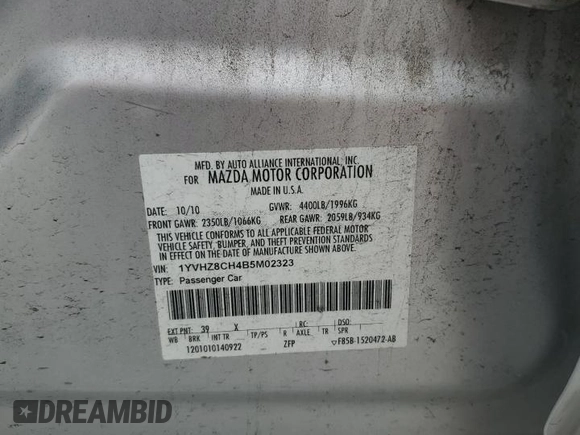 MFD. BY AUTO ALLIANCE INTERNATIONAL, INC.
FOR MAZDA MOTOR CORPORATION
MADE IN U.S.A.
DATE: 10/10 GVWR: 4400LB/1996KG
FRONT GAWR: 2350LB/1066KG REAR GAWR: 2059LB/934KG
THIS VEHICLE CONFORMS TO ALL APPLICABLE FEDERAL MOTOR
VEHICLE SAFETY, BUMPER, AND THEFT PREVENTION STANDARDS
IN EFFECT ON THE DATE OF MANUFACTURE SHOWN ABOVE.
VIN: 1YVHZ8CH4B5M02323
TYPE: Passenger Car
EXT PNT: 39 X RC: DSO:
WB BRK INT TR TP/PS R AXLE TR SPR
1201010140922 ZFP ▽F85B-1520472-AB
DREAMBID